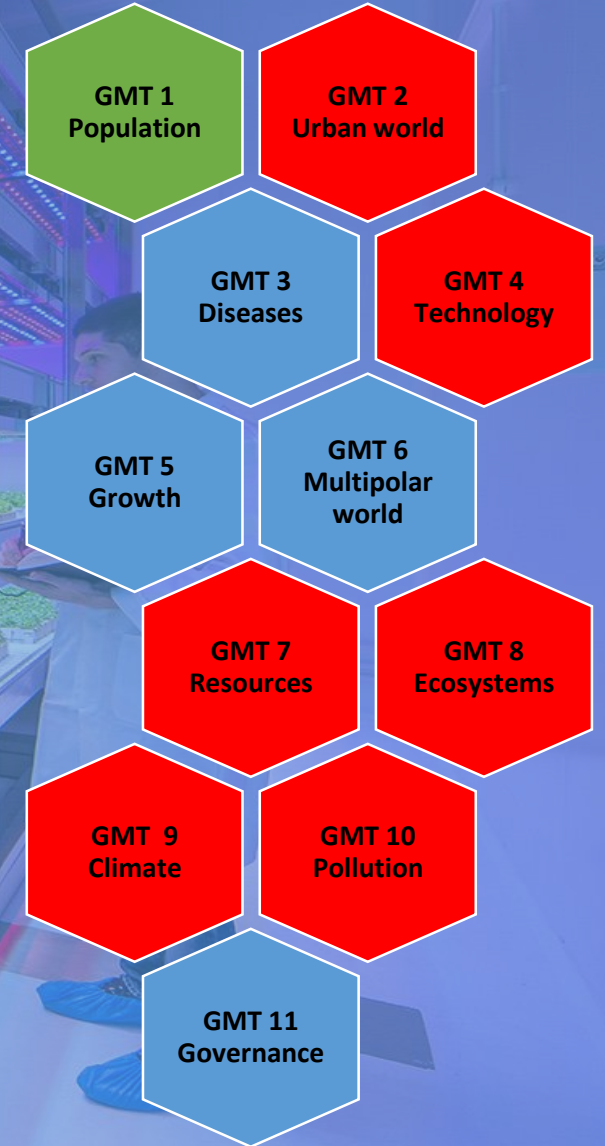 GMT 1
Population
GMT 2
Urban world
GMT 3
Diseases
GMT 4
Technology
GMT 5
Growth
GMT 6
Multipolar
world
GMT 7
Resources
GMT 8
Ecosystems
GMT 9
Climate
GMT 10
Pollution
GMT 11
Governance